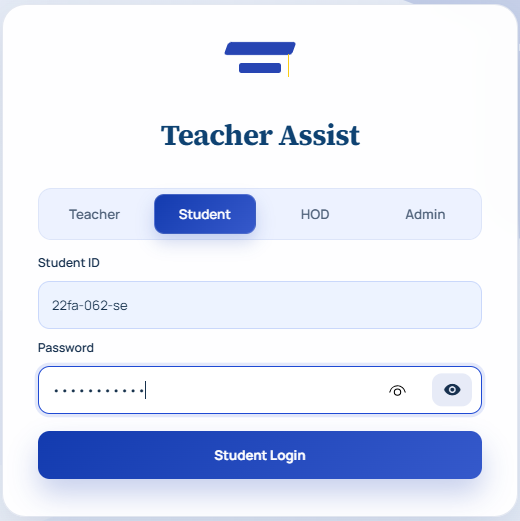 Teacher Assist
Teacher Student HOD Admin
Student ID
22fa-062-se
Password
•••••••••••
Student Login